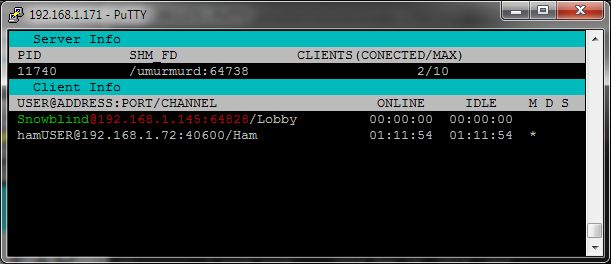 192.168.1.171 - PuTTY
Server Info
PID SHM_FD CLIENTS(CONECTED/MAX)
11740 /umurmurd:64738 2/10
Client Info
USER@ADDRESS:PORT/CHANNEL ONLINE IDLE M D S
Snowblind@192.168.1.145:64828/Lobby 00:00:00 00:00:00
hamUSER@192.168.1.72:40600/Ham 01:11:54 01:11:54 *